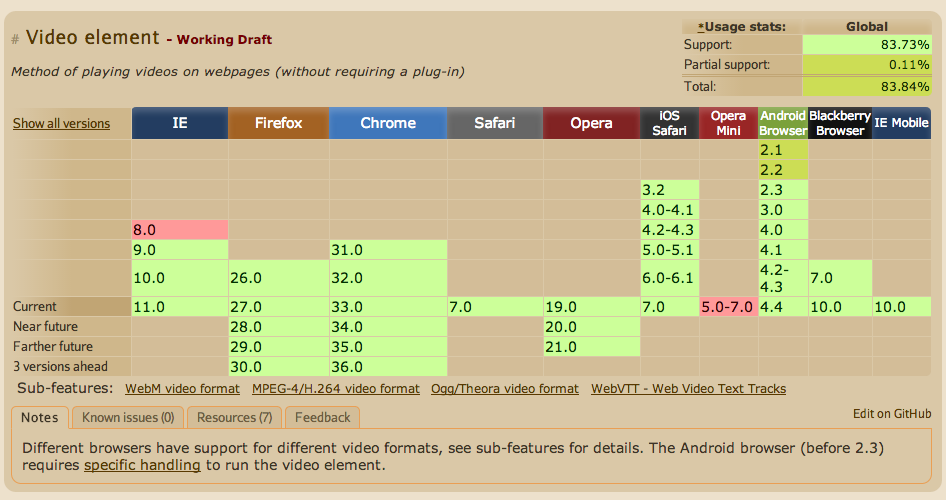 # Video element - Working Draft
*Usage stats: Global
Support: 83.73%
Partial support: 0.11%
Total: 83.84%
Method of playing videos on webpages (without requiring a plug-in)
Show all versions IE Firefox Chrome Safari Opera iOS Safari Opera Mini Android Browser Blackberry Browser IE Mobile
2.1
2.2
3.2 2.3
4.0-4.1 3.0
8.0 4.2-4.3 4.0
9.0 31.0 5.0-5.1 4.1
10.0 26.0 32.0 6.0-6.1 4.2-4.3 7.0
Current 11.0 27.0 33.0 7.0 19.0 7.0 5.0-7.0 4.4 10.0 10.0
Near future 28.0 34.0 20.0
Farther future 29.0 35.0 21.0
3 versions ahead 30.0 36.0
Sub-features: WebM video format MPEG-4/H.264 video format Ogg/Theora video format WebVTT - Web Video Text Tracks
Notes Known issues (0) Resources (7) Feedback Edit on GitHub
Different browsers have support for different video formats, see sub-features for details. The Android browser (before 2.3)
requires specific handling to run the video element.